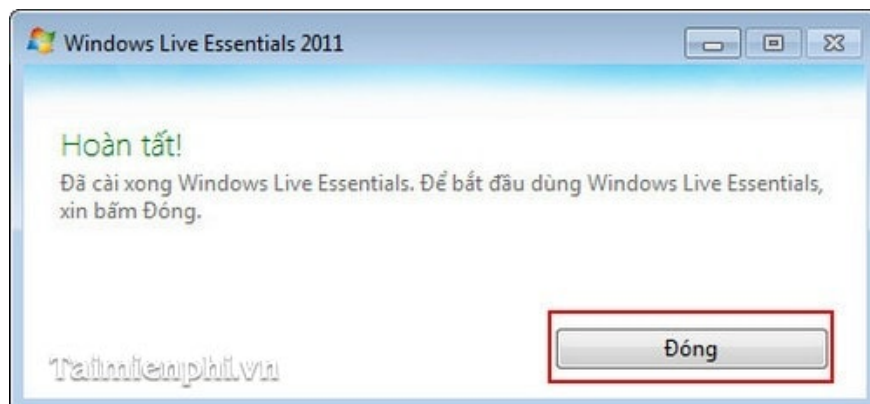 Windows Live Essentials 2011
Hoàn tất!
Đã cài xong Windows Live Essentials. Để bắt đầu dùng Windows Live Essentials,
xin bấm Đóng.
Đóng
Taimienphi.vn